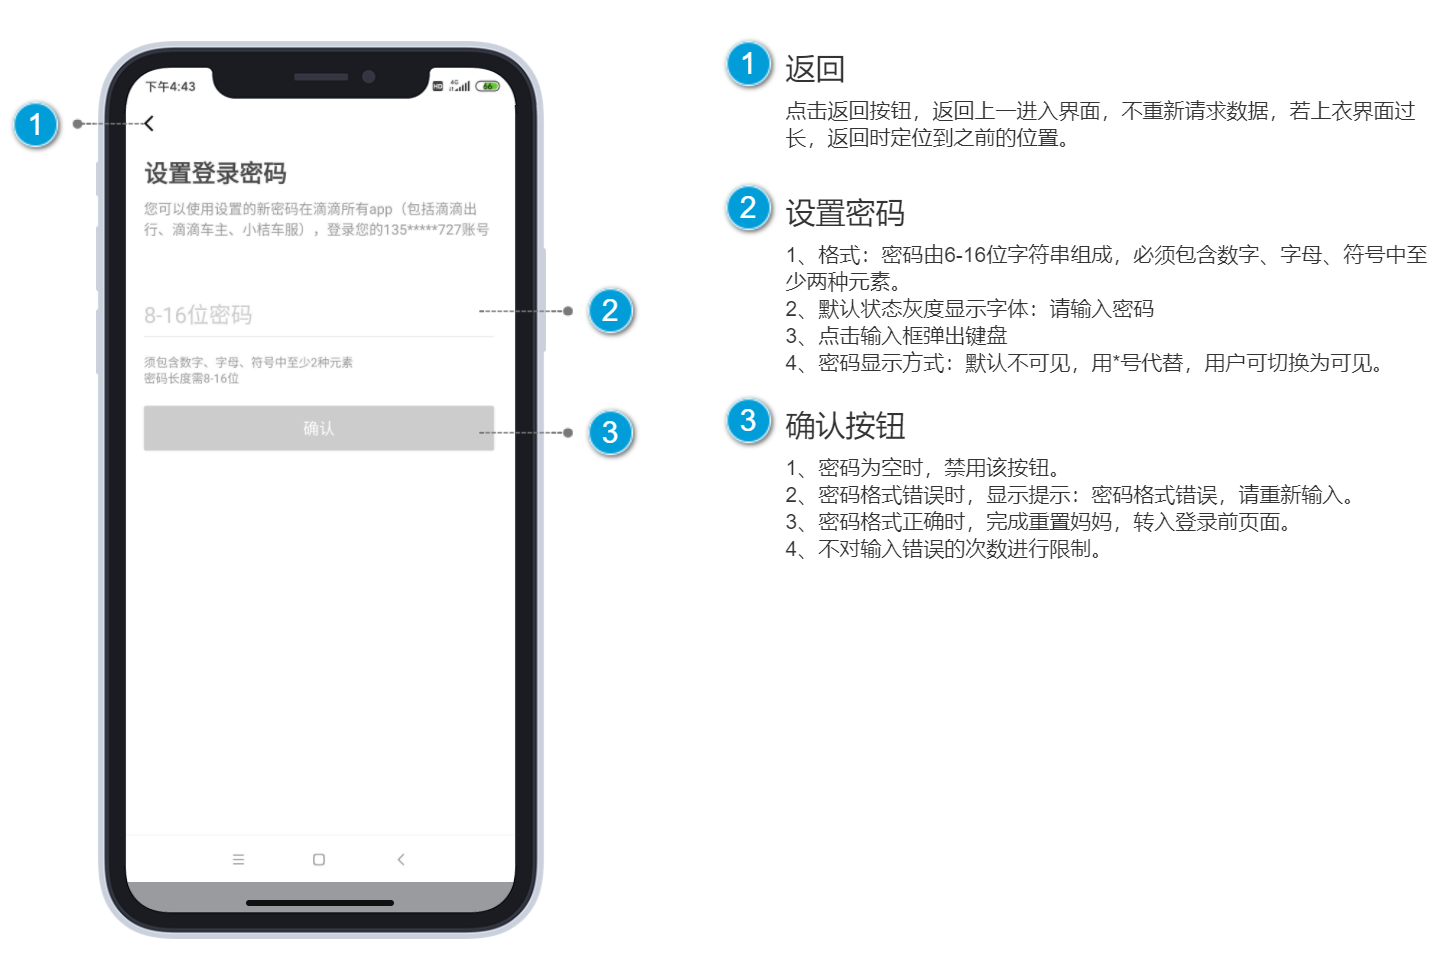 下午4:43
HD 4G 66
1
设置登录密码
您可以使用设置的新密码在滴滴所有app（包括滴滴出
行、滴滴车主、小桔车服），登录您的135*****727账号
8-16位密码
2
须包含数字、字母、符号中至少2种元素
密码长度需8-16位
确认
3
1 返回
点击返回按钮，返回上一进入界面，不重新请求数据，若上衣界面过
长，返回时定位到之前的位置。
2 设置密码
1、格式：密码由6-16位字符串组成，必须包含数字、字母、符号中至
少两种元素。
2、默认状态灰度显示字体：请输入密码
3、点击输入框弹出键盘
4、密码显示方式：默认不可见，用*号代替，用户可切换为可见。
3 确认按钮
1、密码为空时，禁用该按钮。
2、密码格式错误时，显示提示：密码格式错误，请重新输入。
3、密码格式正确时，完成重置妈妈，转入登录前页面。
4、不对输入错误的次数进行限制。